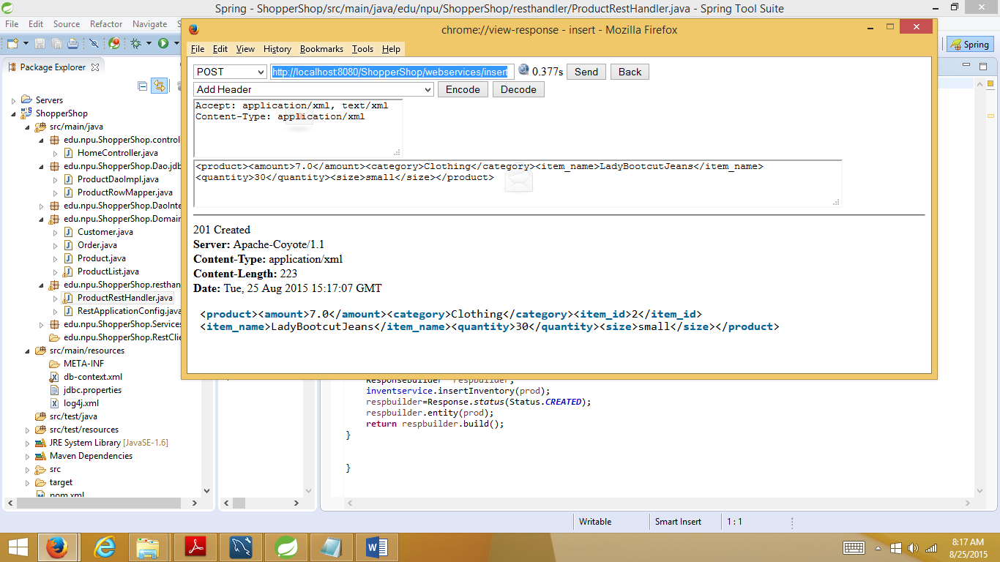 Spring - ShopperShop/src/main/java/edu/npu/ShopperShop/resthandler/ProductRestHandler.java - Spring Tool Suite
File Edit Source Refactor Navigate
chrome://view-response - insert - Mozilla Firefox
File Edit View History Bookmarks Tools Help
Spring
Package Explorer
POST http://localhost:8080/ShopperShop/webservices/insert 0.377s Send Back
Add Header Encode Decode
Accept: application/xml, text/xml
Content-Type: application/xml
<product><amount>7.0</amount><category>Clothing</category><item_name>LadyBootcutJeans</item_name>
<quantity>30</quantity><size>small</size></product>
201 Created
Server: Apache-Coyote/1.1
Content-Type: application/xml
Content-Length: 223
Date: Tue, 25 Aug 2015 15:17:07 GMT
<product><amount>7.0</amount><category>Clothing</category><item_id>2</item_id>
<item_name>LadyBootcutJeans</item_name><quantity>30</quantity><size>small</size></product>
Servers
ShopperShop
src/main/java
edu.npu.ShopperShop.control
HomeController.java
edu.npu.ShopperShop.Dao.jdb
ProductDaoImpl.java
ProductRowMapper.java
edu.npu.ShopperShop.DaoInte
edu.npu.ShopperShop.Domain
Customer.java
Order.java
Product.java
ProductList.java
edu.npu.ShopperShop.resthan
ProductRestHandler.java
RestApplicationConfig.java
edu.npu.ShopperShop.Services
edu.npu.ShopperShop.RestClie
src/main/resources
META-INF
db-context.xml
jdbc.properties
log4j.xml
src/test/java
src/test/resources
JRE System Library [JavaSE-1.6]
Maven Dependencies
src
target
pom.xml
ResponseBuilder respbuilder;
inventservice.insertInventory(prod);
respbuilder=Response.status(Status.CREATED);
respbuilder.entity(prod);
return respbuilder.build();
}
}
Writable Smart Insert 1 : 1
8:17 AM
8/25/2015